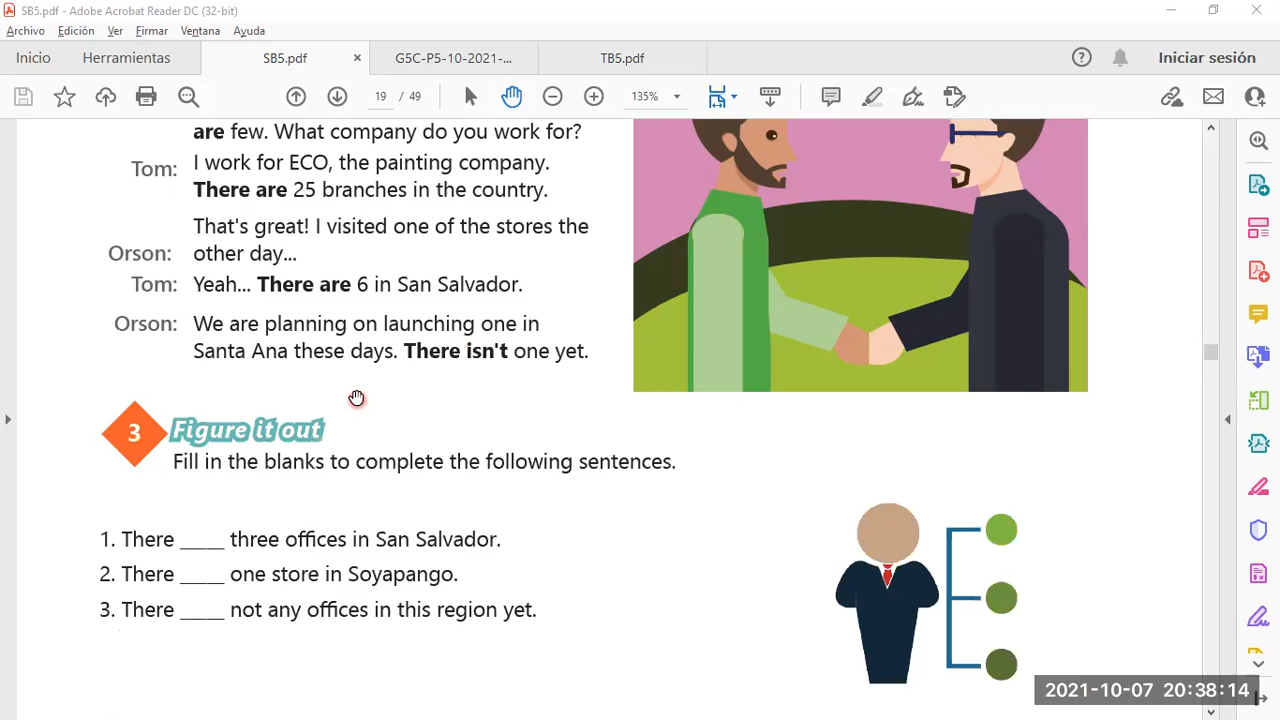 SB5.pdf - Adobe Acrobat Reader DC (32-bit)
Archivo Edición Ver Firmar Ventana Ayuda
Inicio Herramientas SB5.pdf × G5C-P5-10-2021-... TB5.pdf Iniciar sesión
19 / 49 135%
are few. What company do you work for?
Tom: I work for ECO, the painting company.
There are 25 branches in the country.
That's great! I visited one of the stores the
Orson: other day...
Tom: Yeah... There are 6 in San Salvador.
Orson: We are planning on launching one in
Santa Ana these days. There isn't one yet.
3 Figure it out
Fill in the blanks to complete the following sentences.
1. There _____ three offices in San Salvador.
2. There _____ one store in Soyapango.
3. There _____ not any offices in this region yet.
2021-10-07 20:38:14